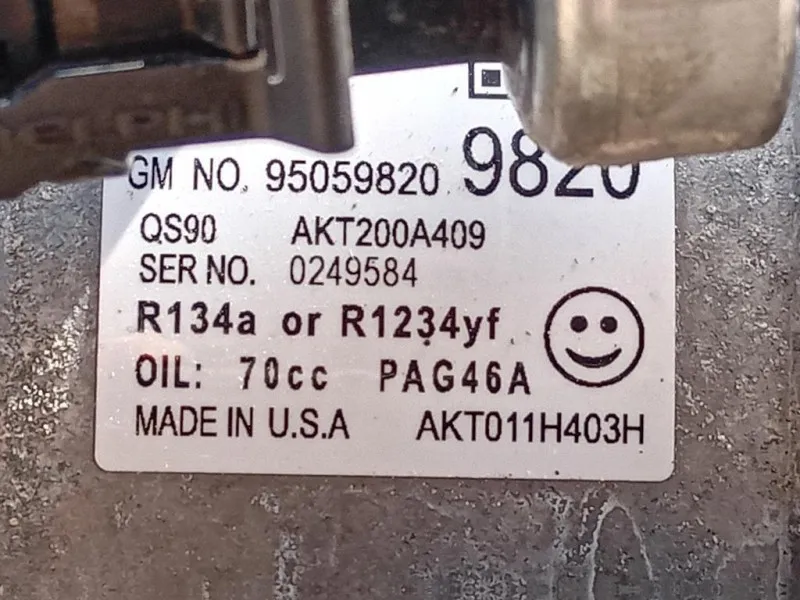 GM NO. 95059820 9820
QS90 AKT200A409
SER NO. 0249584
R134a or R1234yf
OIL: 70cc PAG46A
MADE IN U.S.A AKT011H403H